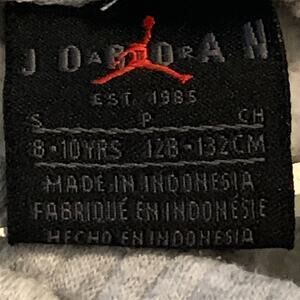 JORDAN
EST. 1985
S P CH
8-10YRS 128-132CM
MADE IN INDONESIA
FABRIQUÉ EN INDONÉSIE
HECHO EN INDONESIA